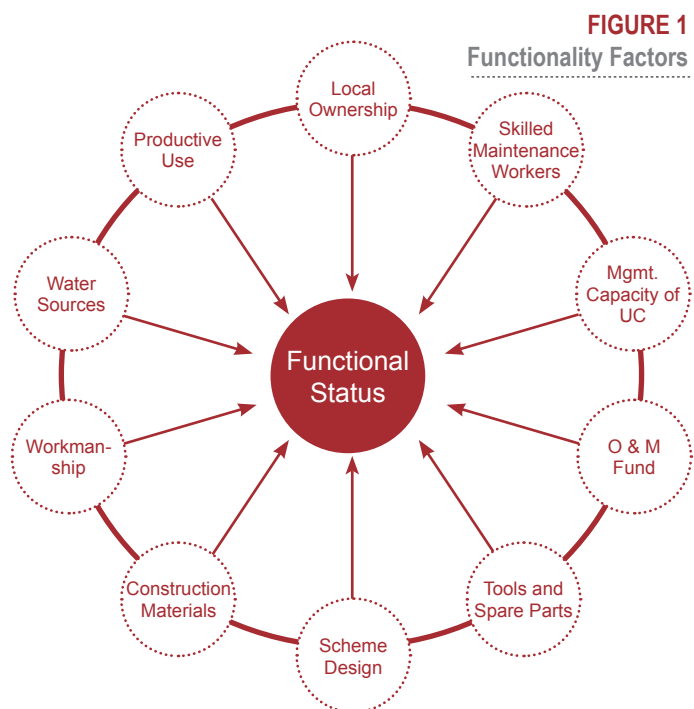 FIGURE 1
Functionality Factors
Local
Ownership
Skilled
Maintenance
Workers
Mgmt.
Capacity of
UC
O & M
Fund
Tools and
Spare Parts
Scheme
Design
Construction
Materials
Workman-
ship
Water
Sources
Productive
Use
Functional
Status